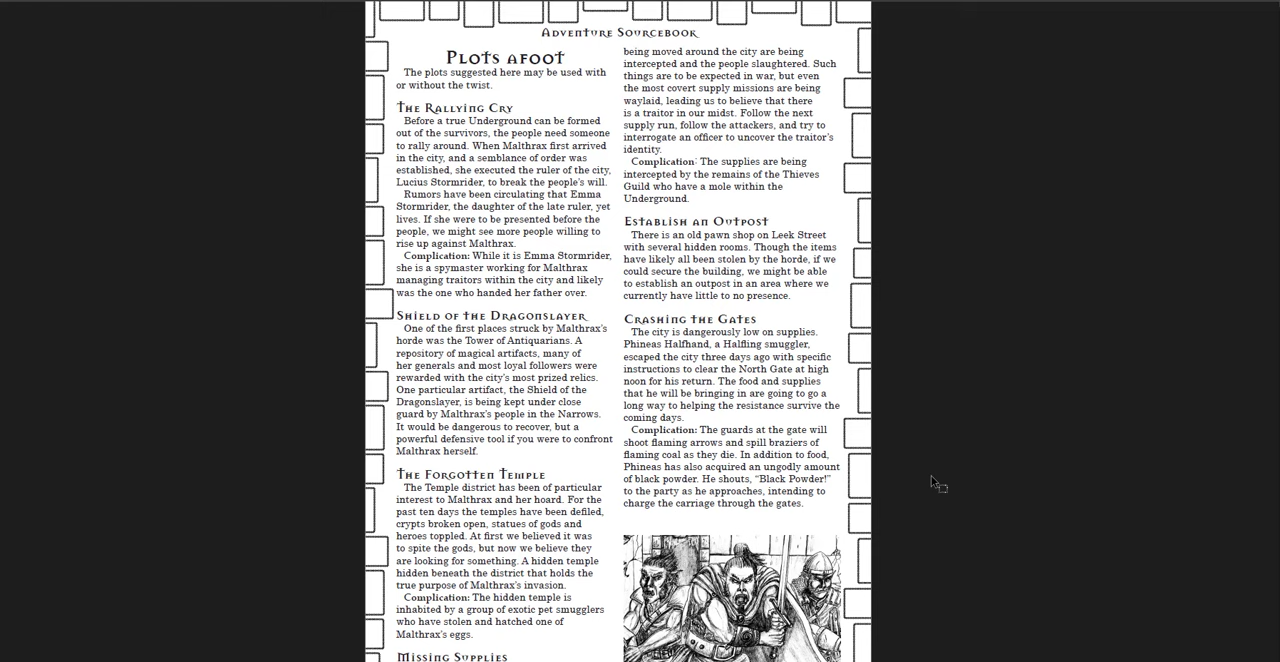 Adventure Sourcebook
Plots afoot
The plots suggested here may be used with
or without the twist.
The Rallying Cry
Before a true Underground can be formed
out of the survivors, the people need someone
to rally around. When Malthrax first arrived
in the city, and a semblance of order was
established, she executed the ruler of the city,
Lucius Stormrider, to break the people's will.
Rumors have been circulating that Emma
Stormrider, the daughter of the late ruler, yet
lives. If she were to be presented before the
people, we might see more people willing to
rise up against Malthrax.
Complication: While it is Emma Stormrider,
she is a spymaster working for Malthrax
managing traitors within the city and likely
was the one who handed her father over.
Shield of the Dragonslayer
One of the first places struck by Malthrax's
horde was the Tower of Antiquarians. A
repository of magical artifacts, many of
her generals and most loyal followers were
rewarded with the city's most prized relics.
One particular artifact, the Shield of the
Dragonslayer, is being kept under close
guard by Malthrax's people in the Narrows.
It would be dangerous to recover, but a
powerful defensive tool if you were to confront
Malthrax herself.
The Forgotten Temple
The Temple district has been of particular
interest to Malthrax and her hoard. For the
past ten days the temples have been defiled,
crypts broken open, statues of gods and
heroes toppled. At first we believed it was
to spite the gods, but now we believe they
are looking for something. A hidden temple
hidden beneath the district that holds the
true purpose of Malthrax's invasion.
Complication: The hidden temple is
inhabited by a group of exotic pet smugglers
who have stolen and hatched one of
Malthrax's eggs.
Missing Supplies
being moved around the city are being
intercepted and the people slaughtered. Such
things are to be expected in war, but even
the most covert supply missions are being
waylaid, leading us to believe that there
is a traitor in our midst. Follow the next
supply run, follow the attackers, and try to
interrogate an officer to uncover the traitor's
identity.
Complication: The supplies are being
intercepted by the remains of the Thieves
Guild who have a mole within the
Underground.
Establish an Outpost
There is an old pawn shop on Leek Street
with several hidden rooms. Though the items
have likely all been stolen by the horde, if we
could secure the building, we might be able
to establish an outpost in an area where we
currently have little to no presence.
Crashing the Gates
The city is dangerously low on supplies.
Phineas Halfhand, a Halfling smuggler,
escaped the city three days ago with specific
instructions to clear the North Gate at high
noon for his return. The food and supplies
that he will be bringing in are going to go a
long way to helping the resistance survive the
coming days.
Complication: The guards at the gate will
shoot flaming arrows and spill braziers of
flaming coal as they die. In addition to food,
Phineas has also acquired an ungodly amount
of black powder. He shouts, "Black Powder!"
to the party as he approaches, intending to
charge the carriage through the gates.